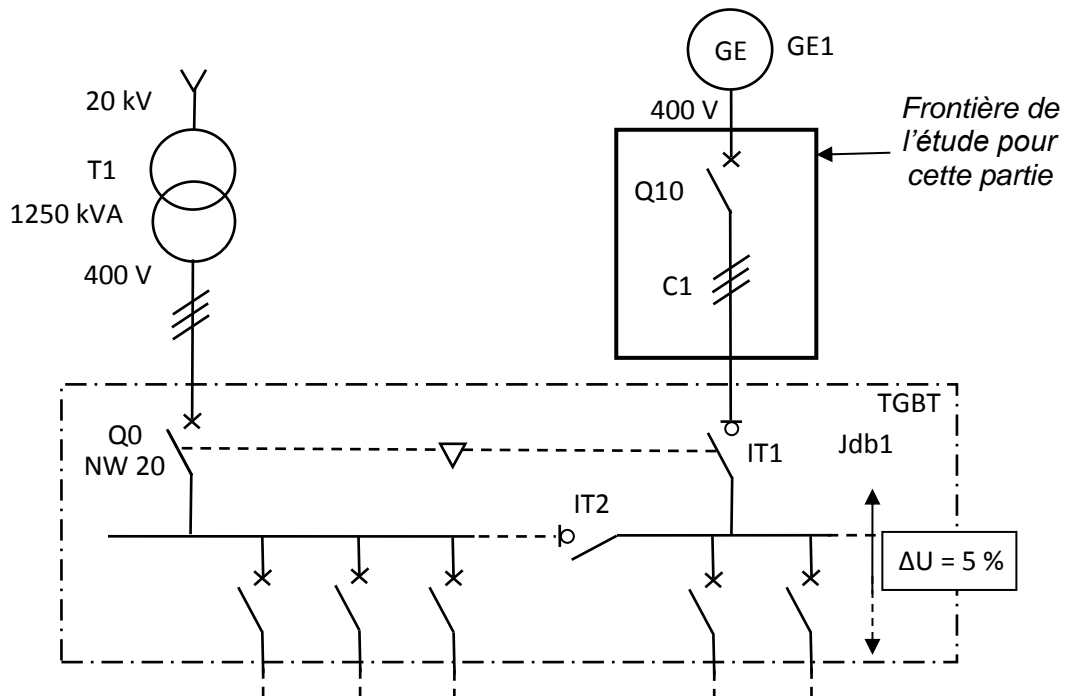 GE
GE1
20 kV
400 V
Frontière de
l'étude pour
cette partie
T1
1250 kVA
Q10
400 V
C1
TGBT
Q0
NW 20
IT1
Jdb1
IT2
ΔU = 5 %